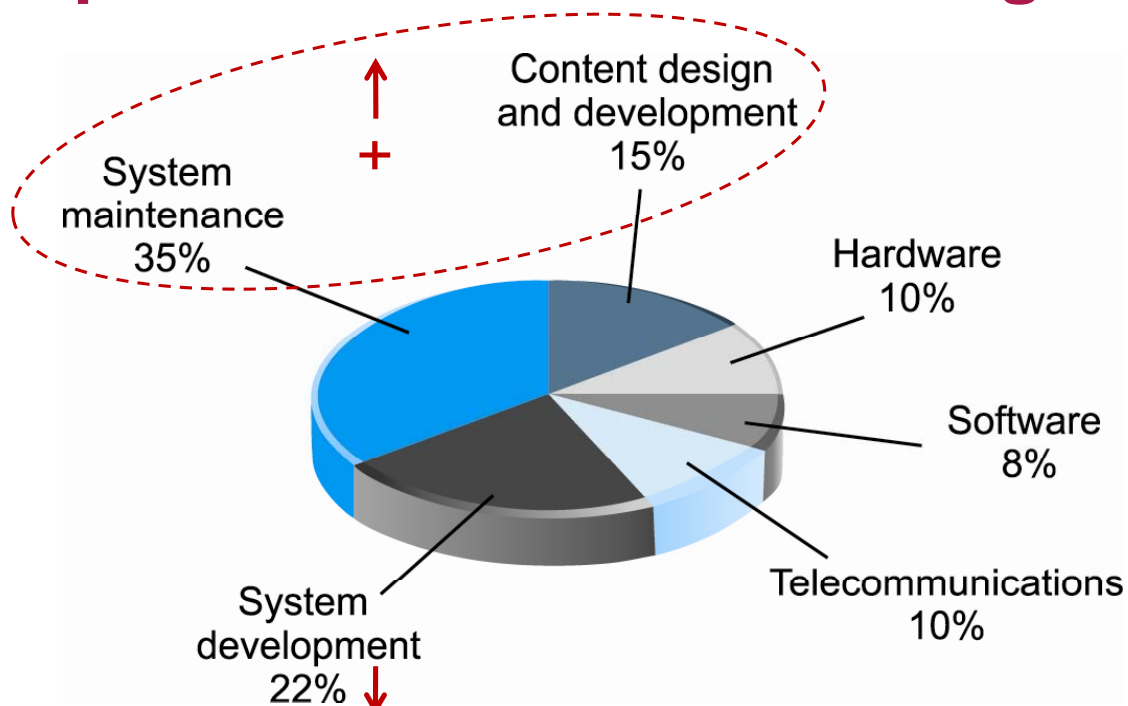 Content design
and development
15%
+
System
maintenance
35%
Hardware
10%
Software
8%
Telecommunications
10%
System
development
22%